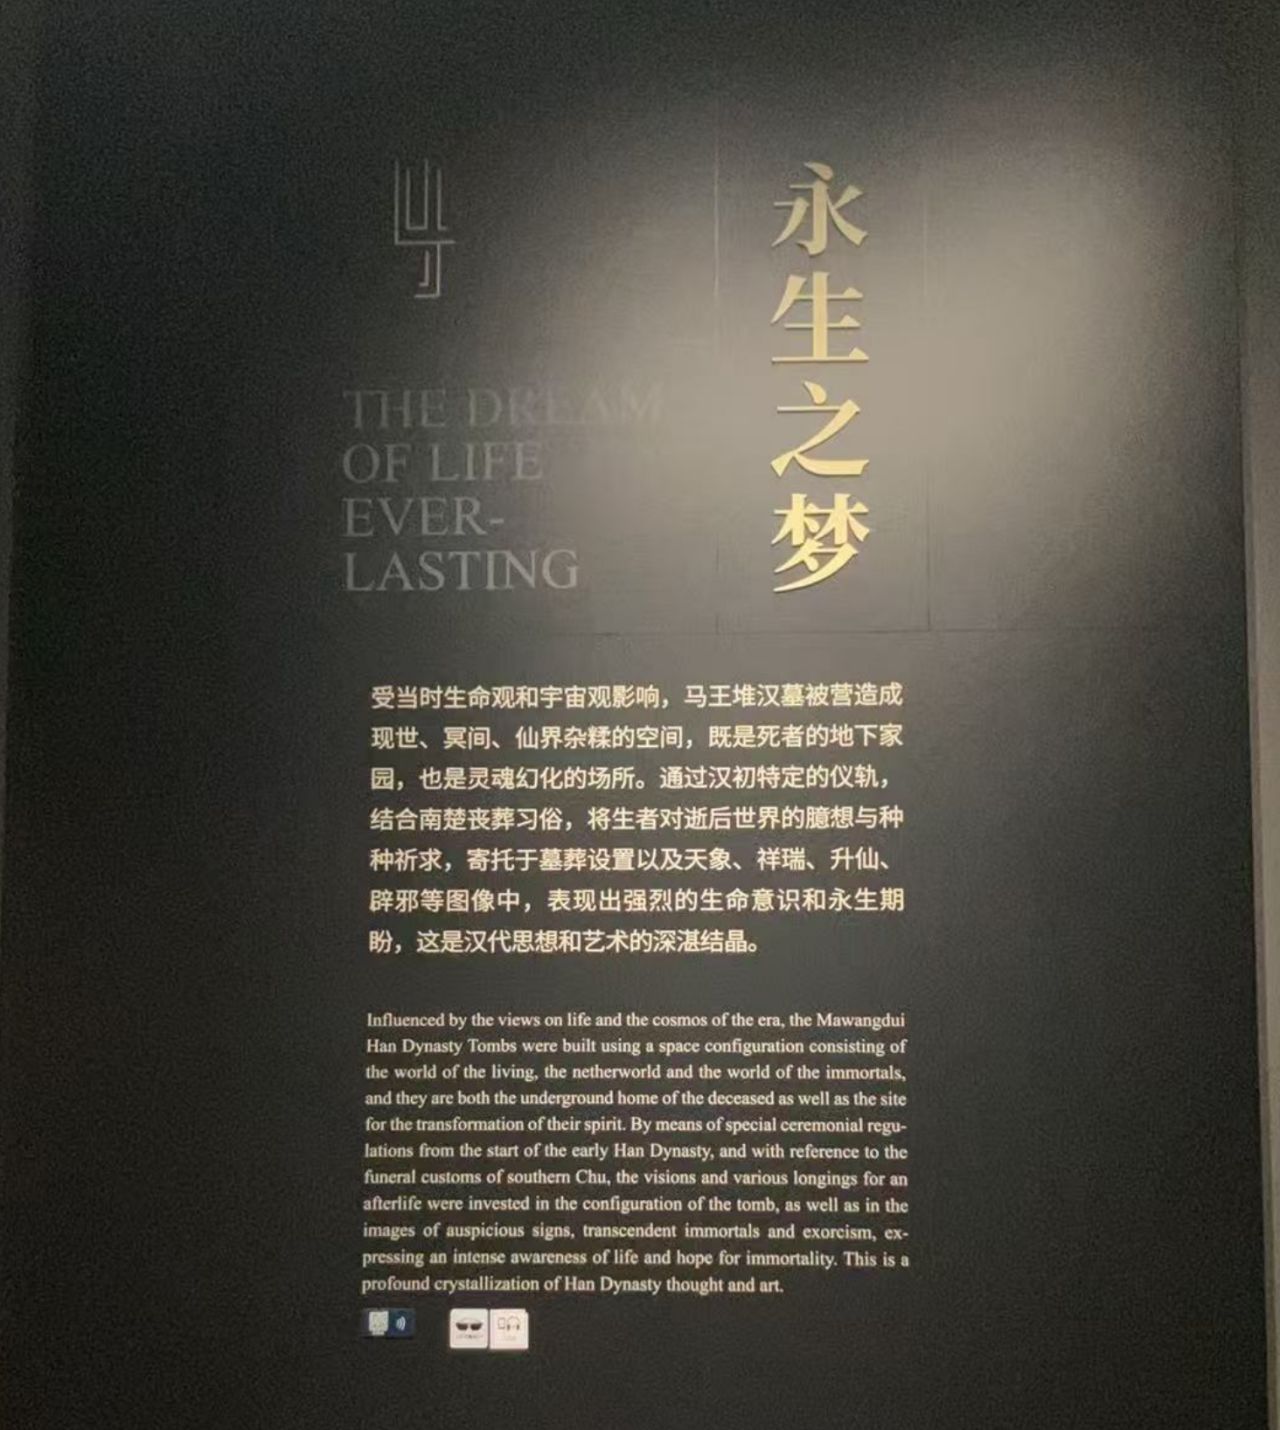 永生之梦
THE DREAM
OF LIFE
EVER-
LASTING
受当时生命观和宇宙观影响，马王堆汉墓被营造成
现世、冥间、仙界杂糅的空间，既是死者的地下家
园，也是灵魂幻化的场所。通过汉初特定的仪轨，
结合南楚丧葬习俗，将生者对逝后世界的臆想与种
种祈求，寄托于墓葬设置以及天象、祥瑞、升仙、
辟邪等图像中，表现出强烈的生命意识和永生期
盼，这是汉代思想和艺术的深湛结晶。
Influenced by the views on life and the cosmos of the era, the Mawangdui
Han Dynasty Tombs were built using a space configuration consisting of
the world of the living, the netherworld and the world of the immortals,
and they are both the underground home of the deceased as well as the site
for the transformation of their spirit. By means of special ceremonial regu-
lations from the start of the early Han Dynasty, and with reference to the
funeral customs of southern Chu, the visions and various longings for an
afterlife were invested in the configuration of the tomb, as well as in the
images of auspicious signs, transcendent immortals and exorcism, ex-
pressing an intense awareness of life and hope for immortality. This is a
profound crystallization of Han Dynasty thought and art.